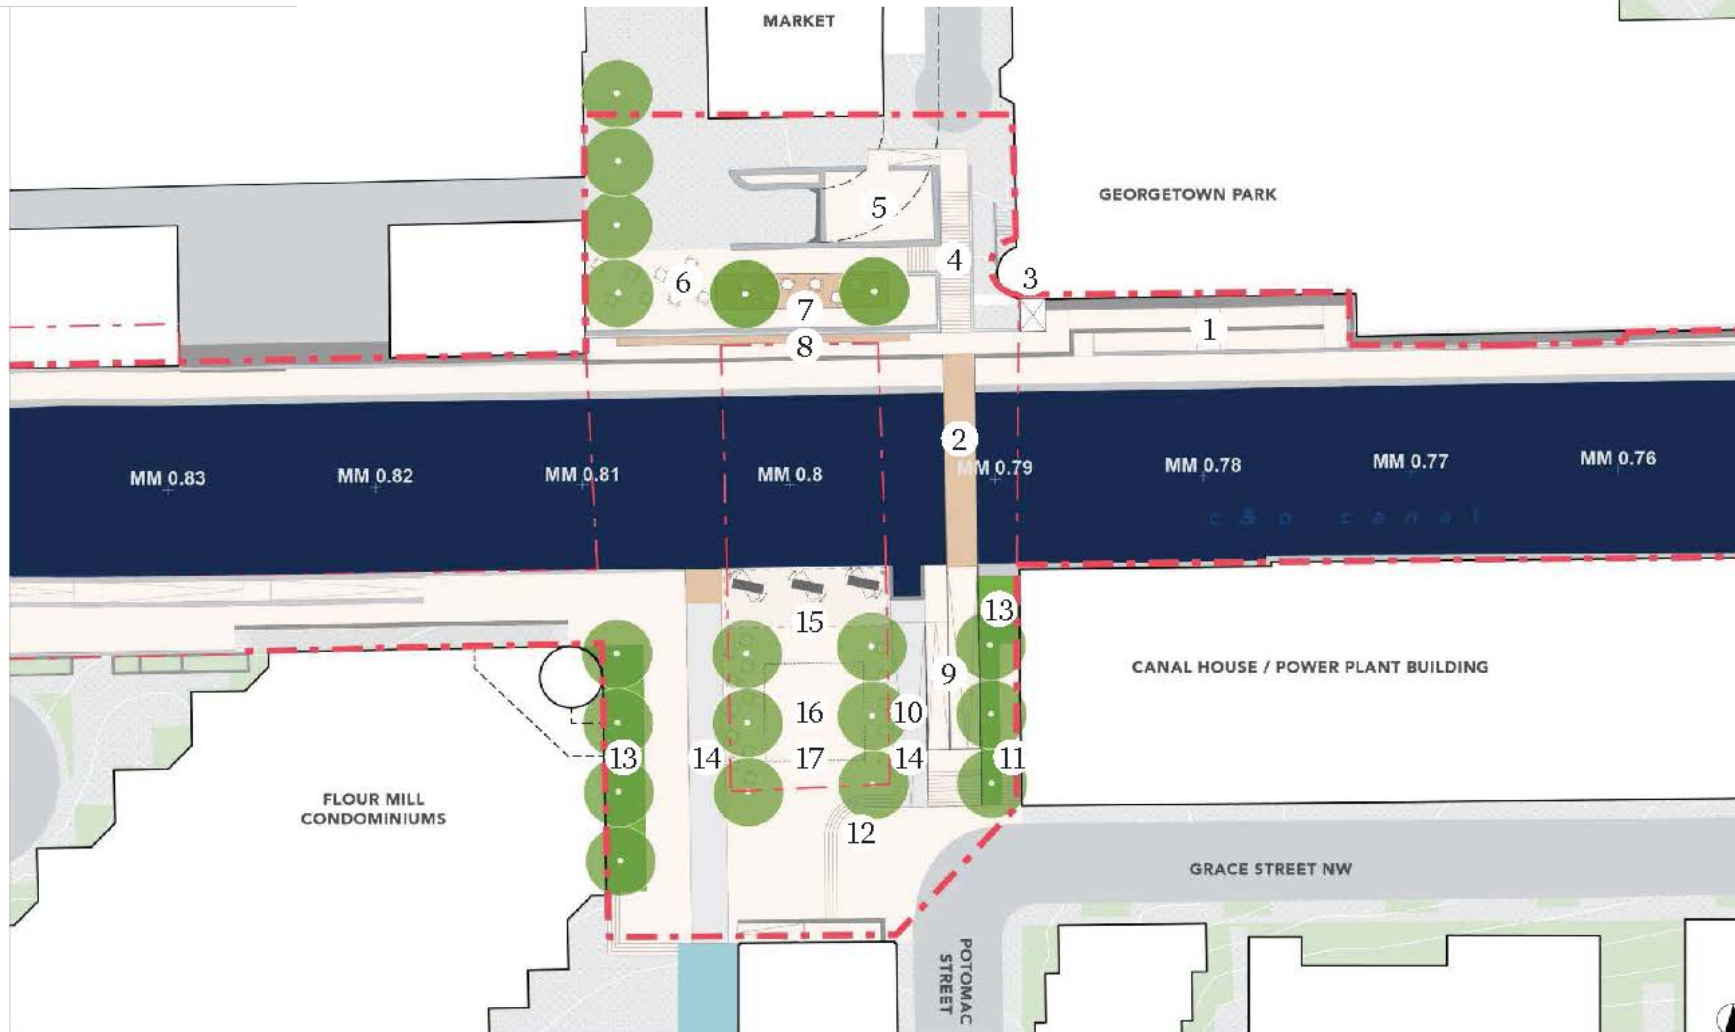 MARKET
GEORGETOWN PARK
5
4
6
3
7
1
8
2
MM 0.83
MM 0.82
MM 0.81
MM 0.8
MM 0.79
MM 0.78
MM 0.77
MM 0.76
c&o canal
13
15
9
CANAL HOUSE / POWER PLANT BUILDING
16
10
13
14
17
14
11
FLOUR MILL
CONDOMINIUMS
12
GRACE STREET NW
POTOMAC
STREET